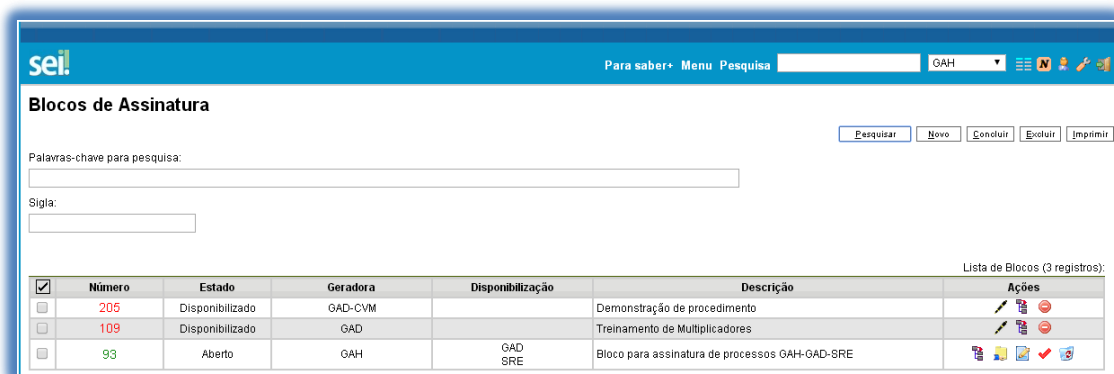 sei!
Para saber+ Menu Pesquisa GAH
N
Blocos de Assinatura
Pesquisar Novo Concluir Excluir Imprimir
Palavras-chave para pesquisa:
Sigla:
Lista de Blocos (3 registros):
Número Estado Geradora Disponibilização Descrição Ações
205 Disponibilizado GAD-CVM Demonstração de procedimento
109 Disponibilizado GAD Treinamento de Multiplicadores
93 Aberto GAH GAD SRE Bloco para assinatura de processos GAH-GAD-SRE